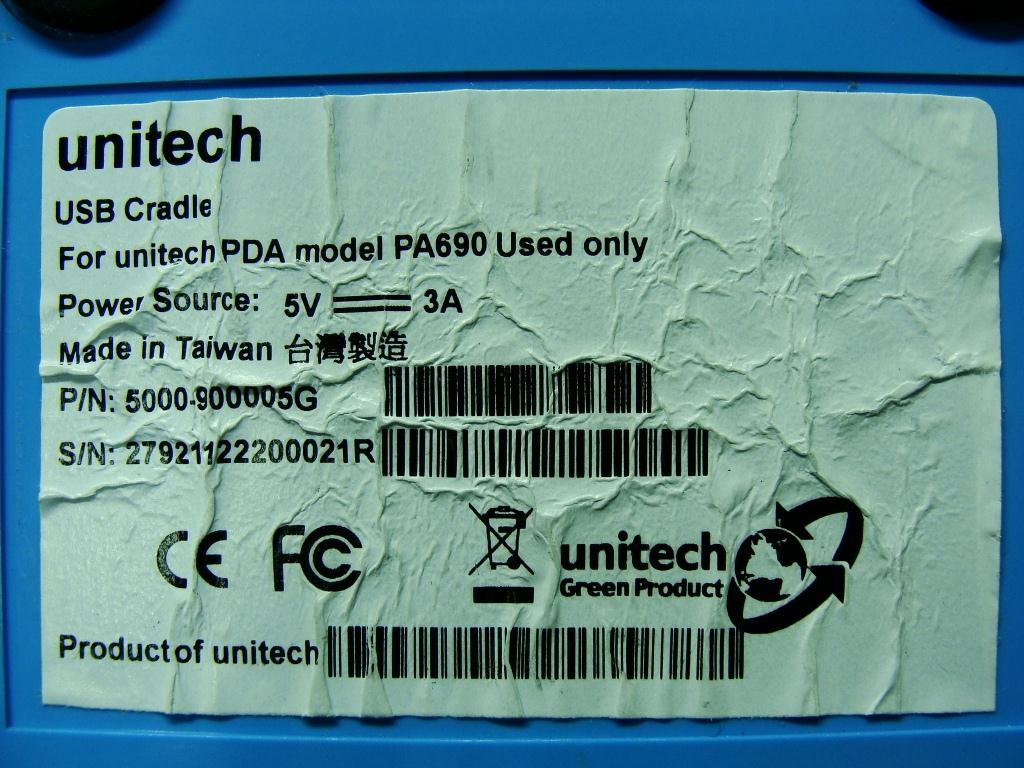 unitech
USB Cradle
For unitech PDA model PA690 Used only
Power Source: 5V 3A
Made in Taiwan 台灣製造
P/N: 5000-900005G
S/N: 27921122200021R
CE FC
unitech
Green Product
Product of unitech